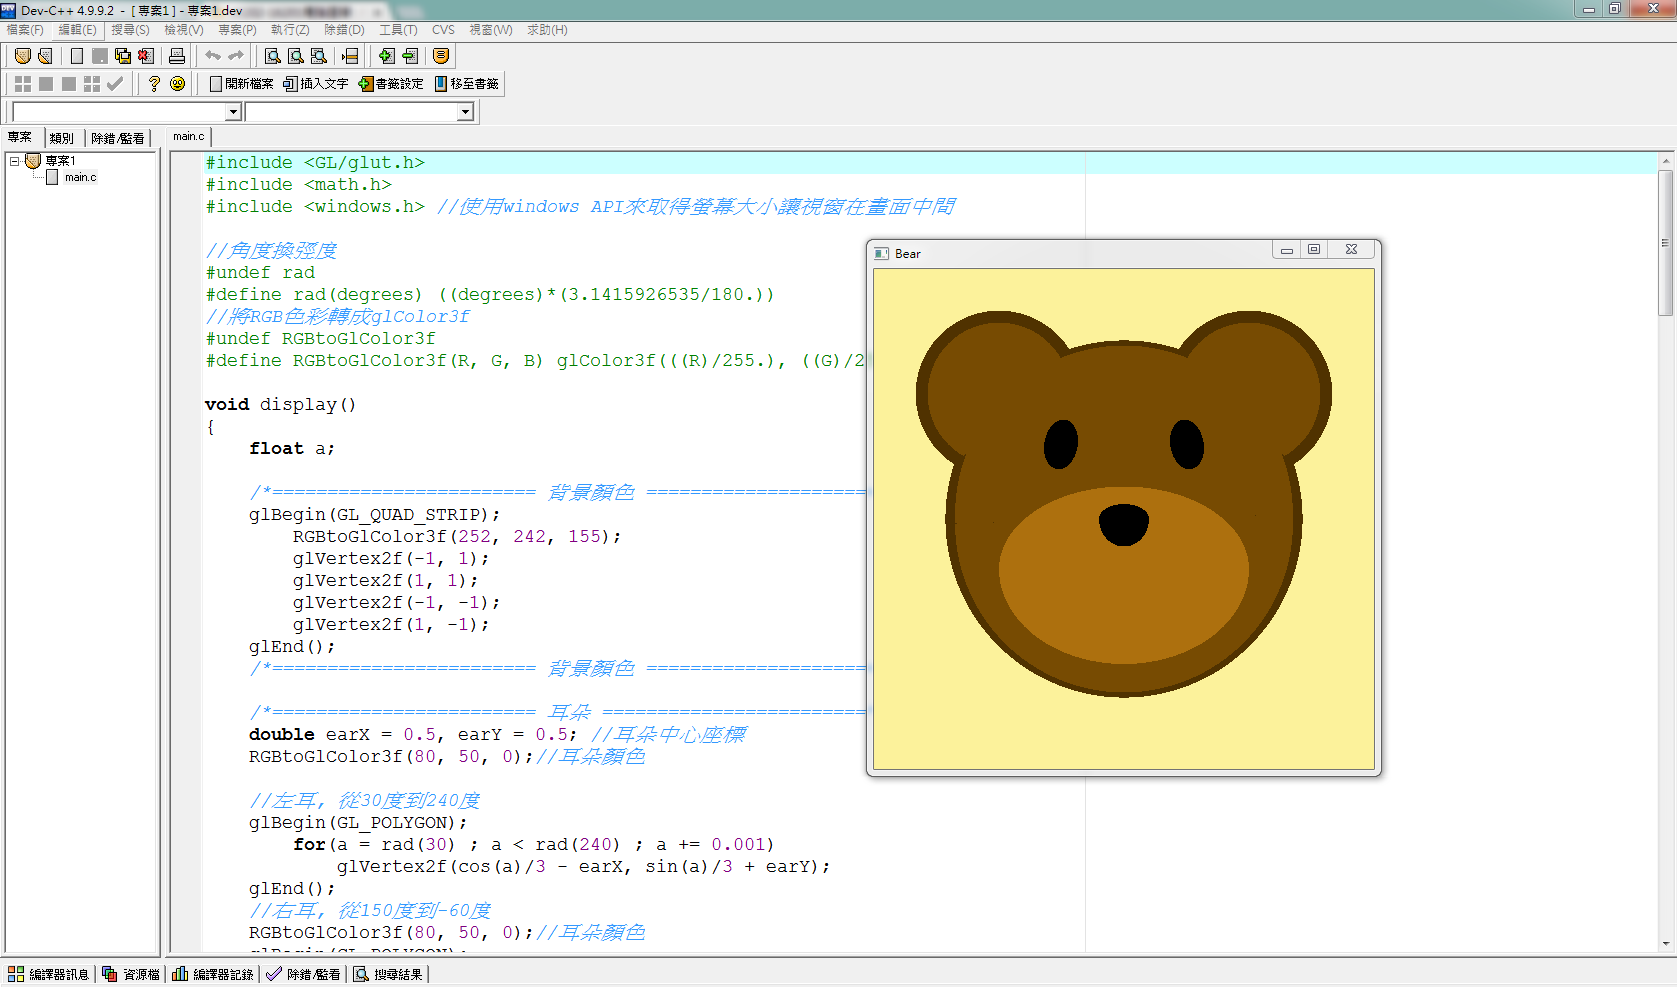 Dev-C++ 4.9.9.2 - [ 專案1 ] - 專案1.dev
檔案(F) 編輯(E) 搜尋(S) 檢視(V) 專案(P) 執行(Z) 除錯(D) 工具(T) CVS 視窗(W) 求助(H)
開新檔案 插入文字 書籤設定 移至書籤
專案 類別 除錯/監看 main.c
專案1
main.c
#include <GL/glut.h>
#include <math.h>
#include <windows.h> //使用windows API來取得螢幕大小讓視窗在畫面中間
//角度換弳度
#undef rad
#define rad(degrees) ((degrees)*(3.1415926535/180.))
//將RGB色彩轉成glColor3f
#undef RGBtoGlColor3f
#define RGBtoGlColor3f(R, G, B) glColor3f(((R)/255.), ((G)/2
void display()
{
float a;
/*======================== 背景顏色 ====================
glBegin(GL_QUAD_STRIP);
RGBtoGlColor3f(252, 242, 155);
glVertex2f(-1, 1);
glVertex2f(1, 1);
glVertex2f(-1, -1);
glVertex2f(1, -1);
glEnd();
/*======================== 背景顏色 ====================
/*======================== 耳朵 ========================
double earX = 0.5, earY = 0.5; //耳朵中心座標
RGBtoGlColor3f(80, 50, 0);//耳朵顏色
//左耳, 從30度到240度
glBegin(GL_POLYGON);
for(a = rad(30) ; a < rad(240) ; a += 0.001)
glVertex2f(cos(a)/3 - earX, sin(a)/3 + earY);
glEnd();
//右耳, 從150度到-60度
RGBtoGlColor3f(80, 50, 0);//耳朵顏色
Bear
編譯器訊息 資源檔 編譯器記錄 除錯/監看 搜尋結果